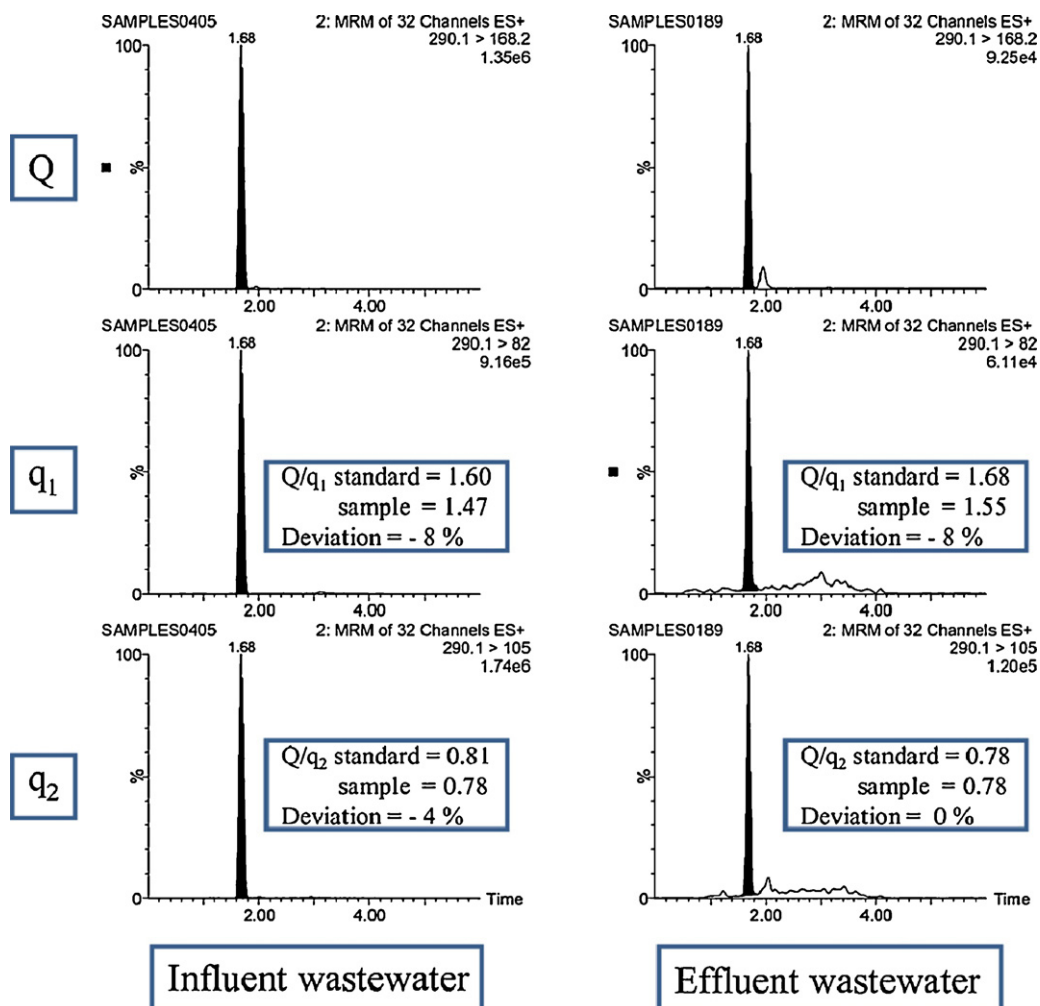 SAMPLES0405 2: MRM of 32 Channels ES+
1.68 290.1 > 168.2
100 1.35e6
Q
%
0
2.00 4.00
SAMPLES0189 2: MRM of 32 Channels ES+
1.68 290.1 > 168.2
100 9.25e4
%
0
2.00 4.00
SAMPLES0405 2: MRM of 32 Channels ES+
1.68 290.1 > 82
100 9.16e5
q1
%
Q/q1 standard = 1.60
sample = 1.47
Deviation = - 8 %
0
2.00 4.00
SAMPLES0189 2: MRM of 32 Channels ES+
1.68 290.1 > 82
100 6.11e4
%
Q/q1 standard = 1.68
sample = 1.55
Deviation = - 8 %
0
2.00 4.00
SAMPLES0405 2: MRM of 32 Channels ES+
1.68 290.1 > 105
100 1.74e6
q2
%
Q/q2 standard = 0.81
sample = 0.78
Deviation = - 4 %
0 Time
2.00 4.00
SAMPLES0189 2: MRM of 32 Channels ES+
1.68 290.1 > 105
100 1.20e5
%
Q/q2 standard = 0.78
sample = 0.78
Deviation = 0 %
0 Time
2.00 4.00
Influent wastewater
Effluent wastewater